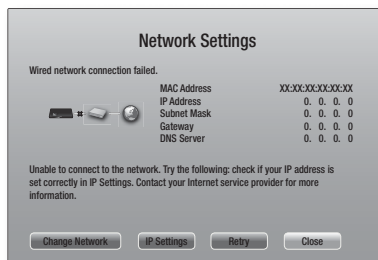 Network Settings
Wired network connection failed.
MAC Address XX:XX:XX:XX:XX:XX
IP Address 0. 0. 0. 0
Subnet Mask 0. 0. 0. 0
Gateway 0. 0. 0. 0
DNS Server 0. 0. 0. 0
Unable to connect to the network. Try the following: check if your IP address is
set correctly in IP Settings. Contact your Internet service provider for more
information.
Change Network IP Settings Retry Close